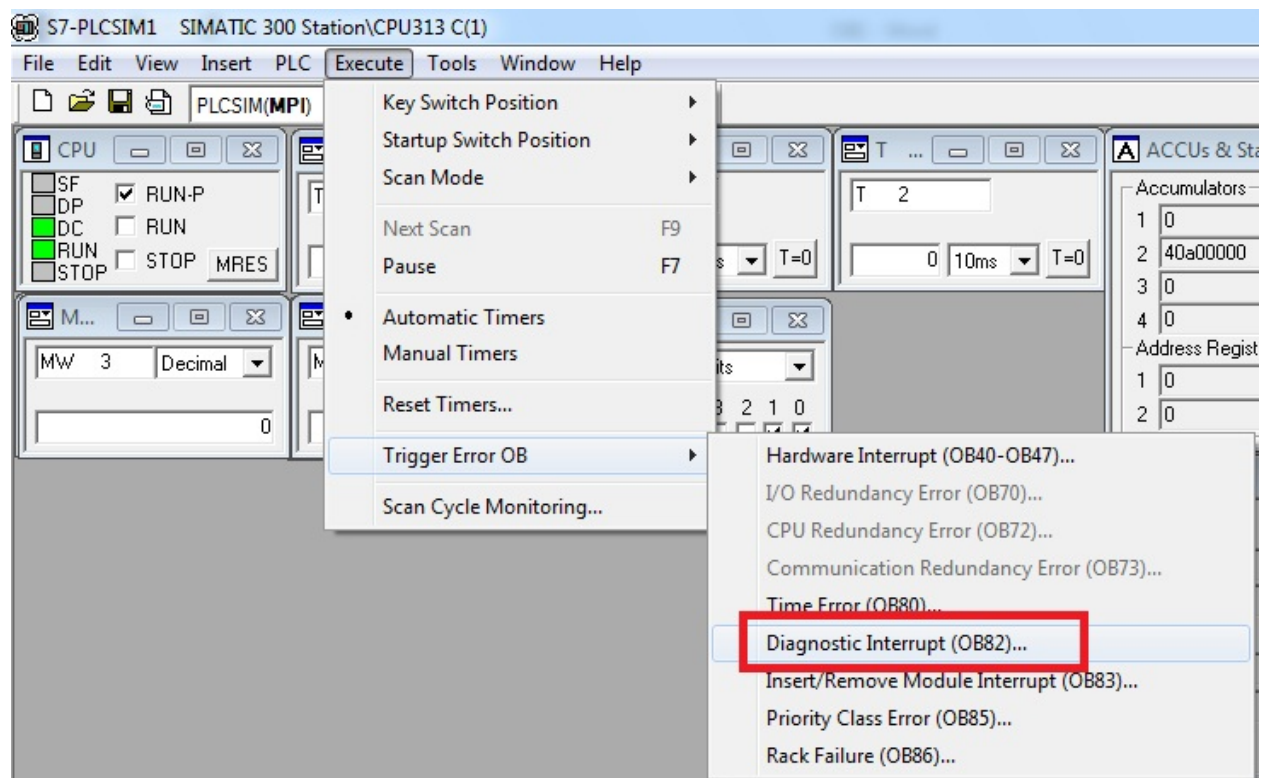 S7-PLCSIM1 SIMATIC 300 Station\CPU313 C(1)
File Edit View Insert PLC Execute Tools Window Help
PLCSIM(MPI)
CPU
SF
DP
DC
RUN
STOP
RUN-P
RUN
STOP
MRES
T ...
T 2
T=0
0 10ms T=0
ACCUs & Sta
Accumulators
1 0
2 40a00000
3 0
4 0
Address Regist
1 0
2 0
M...
MW 3 Decimal
0
its
2 1 0
Key Switch Position
Startup Switch Position
Scan Mode
Next Scan F9
Pause F7
Automatic Timers
Manual Timers
Reset Timers...
Trigger Error OB
Scan Cycle Monitoring...
Hardware Interrupt (OB40-OB47)...
I/O Redundancy Error (OB70)...
CPU Redundancy Error (OB72)...
Communication Redundancy Error (OB73)...
Time Error (OB80)...
Diagnostic Interrupt (OB82)...
Insert/Remove Module Interrupt (OB83)...
Priority Class Error (OB85)...
Rack Failure (OB86)...